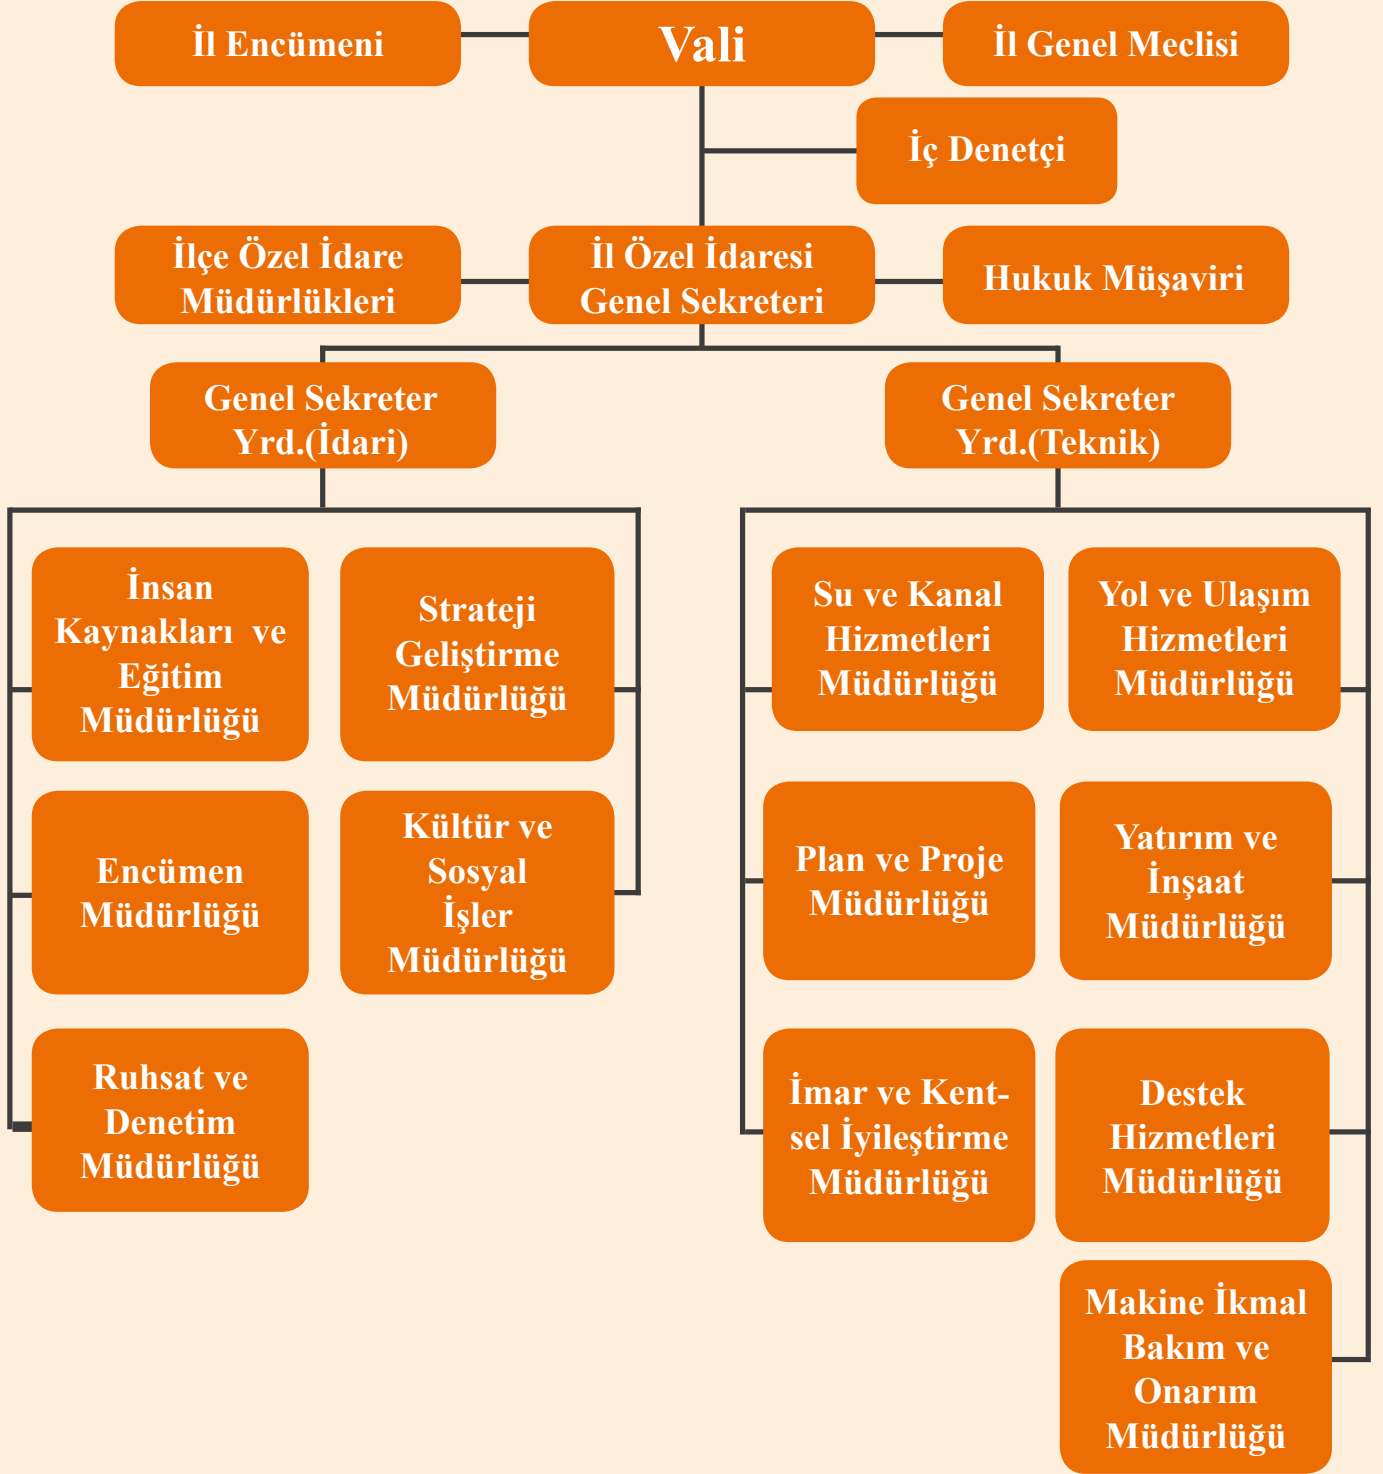 İl Encümeni
Vali
İl Genel Meclisi
İç Denetçi
İlçe Özel İdare
Müdürlükleri
İl Özel İdaresi
Genel Sekreteri
Hukuk Müşaviri
Genel Sekreter
Yrd.(İdari)
Genel Sekreter
Yrd.(Teknik)
İnsan
Kaynakları  ve
Eğitim
Müdürlüğü
Strateji
Geliştirme
Müdürlüğü
Su ve Kanal
Hizmetleri
Müdürlüğü
Yol ve Ulaşım
Hizmetleri
Müdürlüğü
Encümen
Müdürlüğü
Kültür ve
Sosyal
İşler
Müdürlüğü
Plan ve Proje
Müdürlüğü
Yatırım ve
İnşaat
Müdürlüğü
Ruhsat ve
Denetim
Müdürlüğü
İmar ve Kent-
sel İyileştirme
Müdürlüğü
Destek
Hizmetleri
Müdürlüğü
Makine İkmal
Bakım ve
Onarım
Müdürlüğü